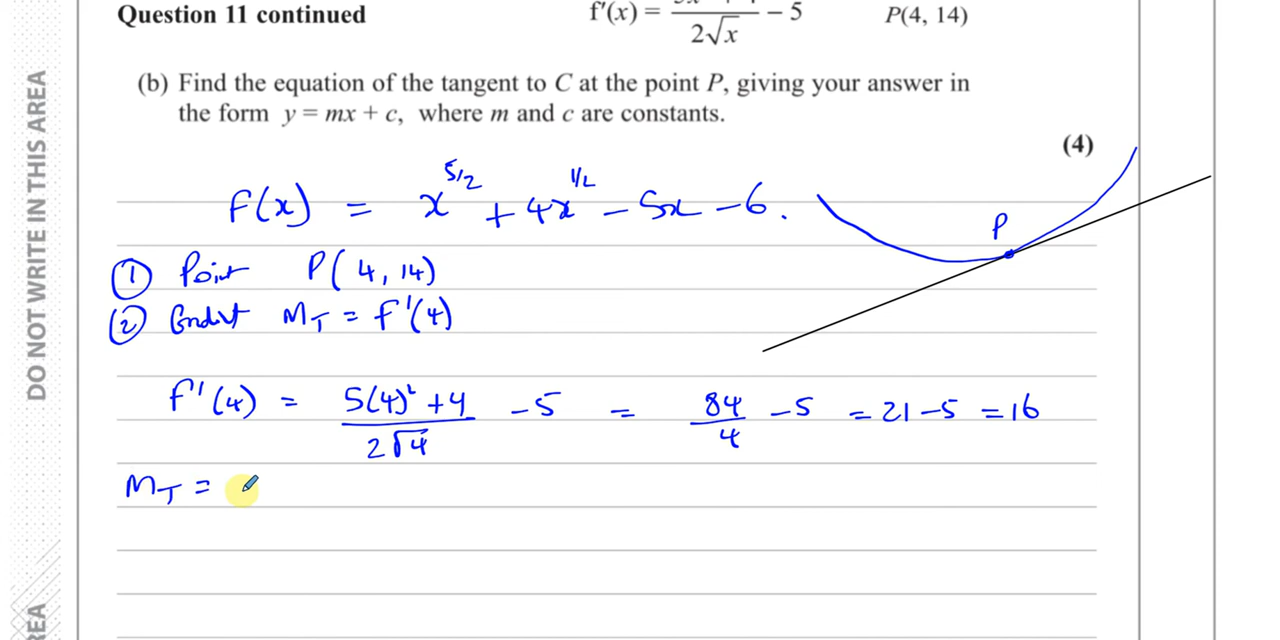 Question 11 continued
f'(x) = / 2√x − 5 P(4, 14)
(b) Find the equation of the tangent to C at the point P, giving your answer in
the form y = mx + c, where m and c are constants.
(4)
f(x) = x^5/2 + 4x^1/2 − 5x − 6.
P
① Point P(4, 14)
② M_T = f'(4)
f'(4) = 5(4)² + 4 / 2√4 − 5 = 84/4 − 5 = 21 − 5 = 16
M_T =
DO NOT WRITE IN THIS AREA
REA